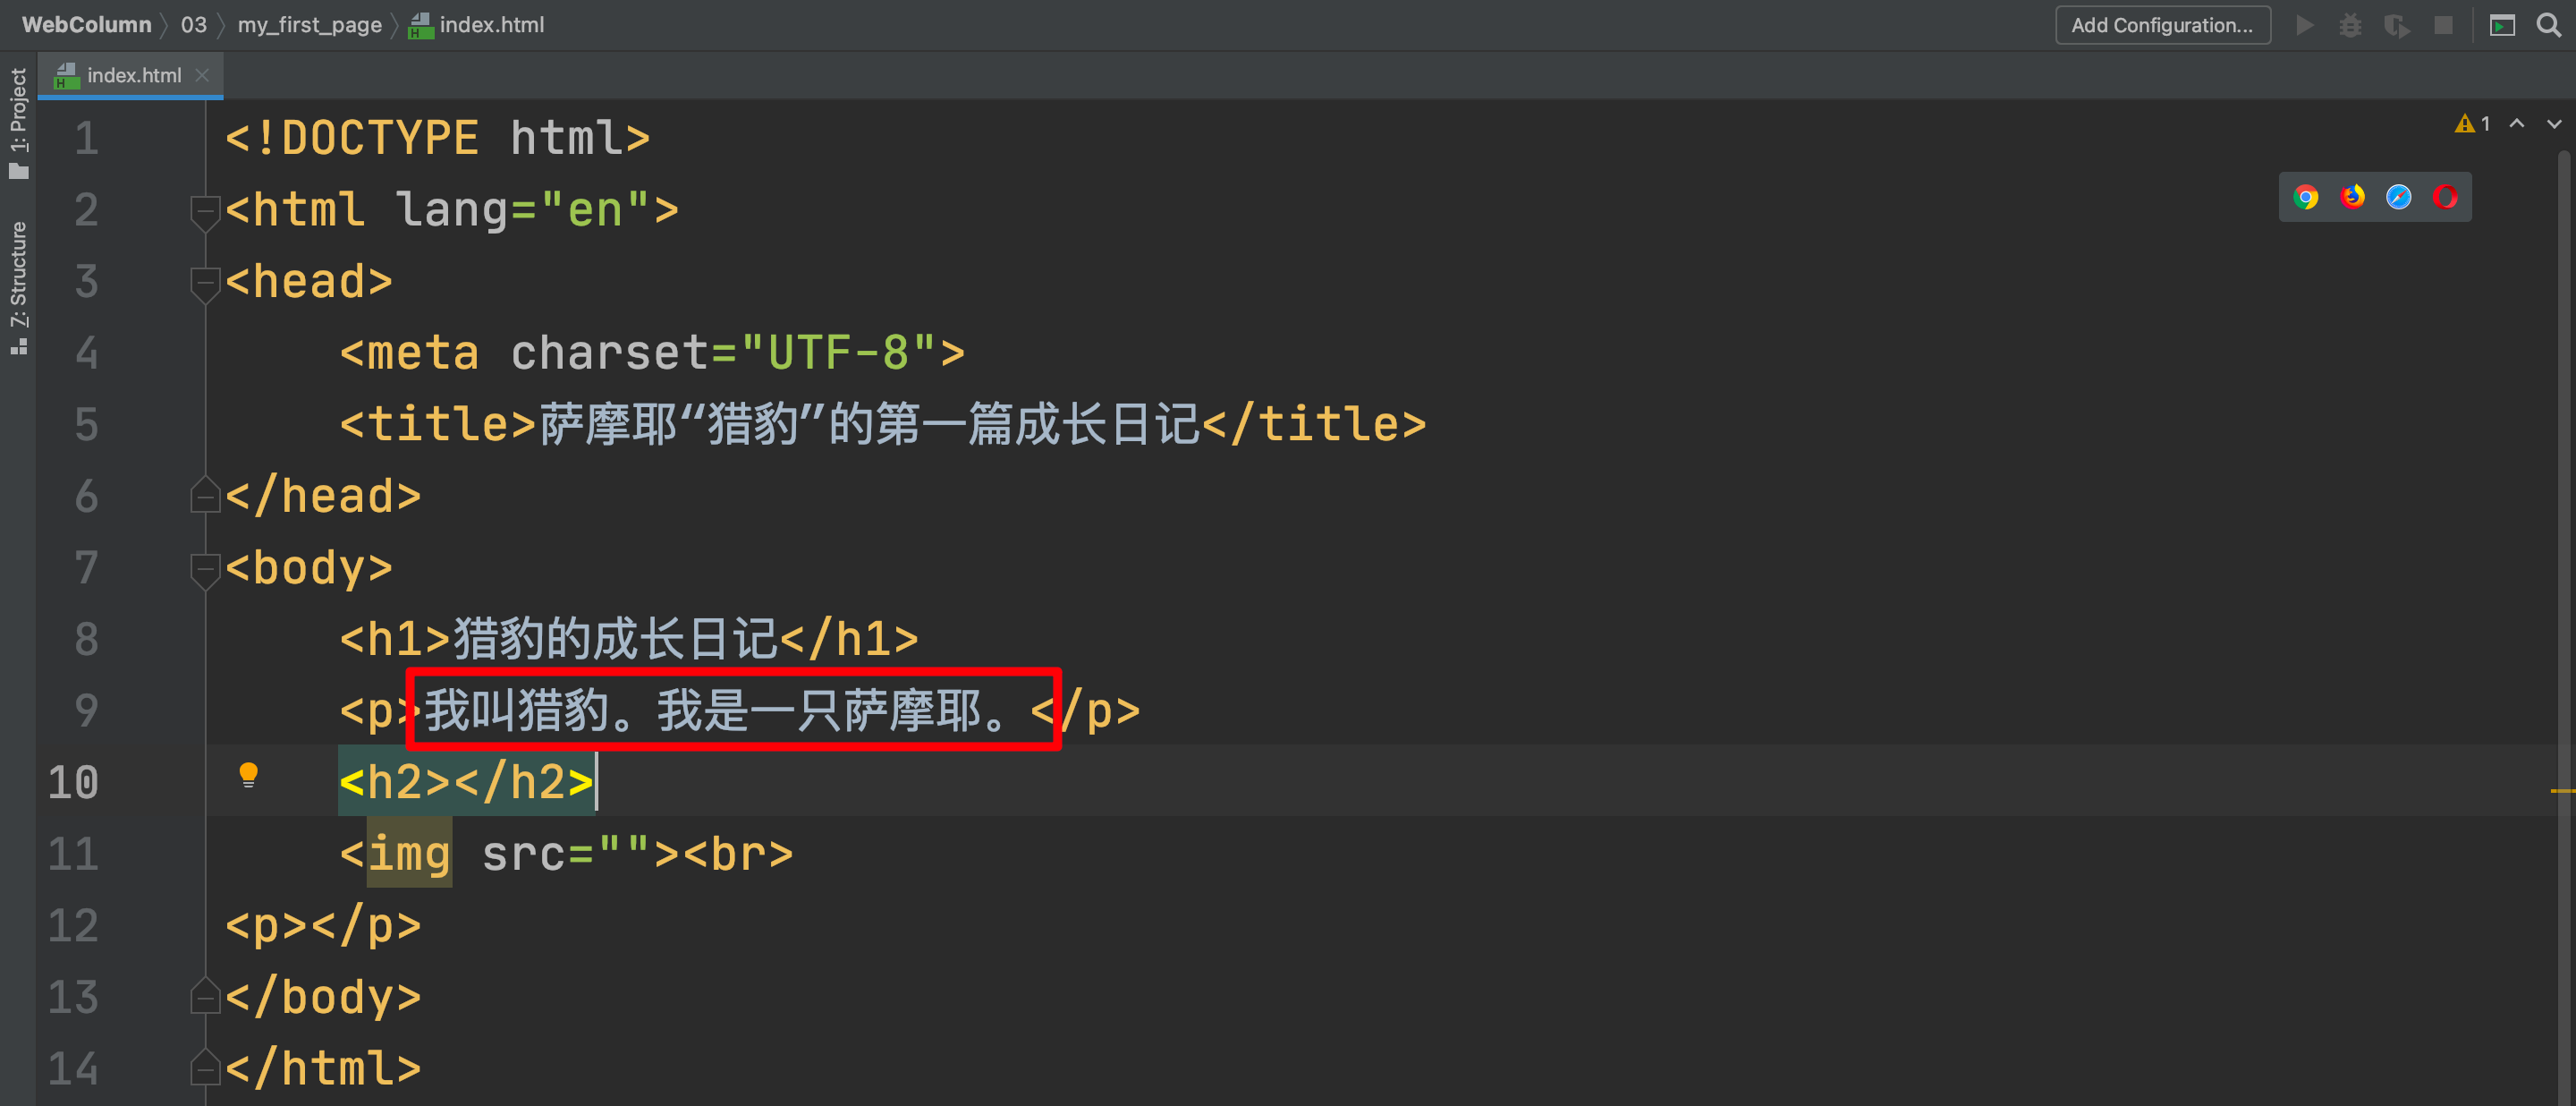 WebColumn 03 my_first_page index.html Add Configuration...
index.html
1: Project
Z: Structure
1
1 <!DOCTYPE html>
2 <html lang="en">
3 <head>
4 <meta charset="UTF-8">
5 <title>萨摩耶“猎豹”的第一篇成长日记</title>
6 </head>
7 <body>
8 <h1>猎豹的成长日记</h1>
9 <p>我叫猎豹。我是一只萨摩耶。</p>
10 <h2></h2>
11 <img src=""><br>
12 <p></p>
13 </body>
14 </html>